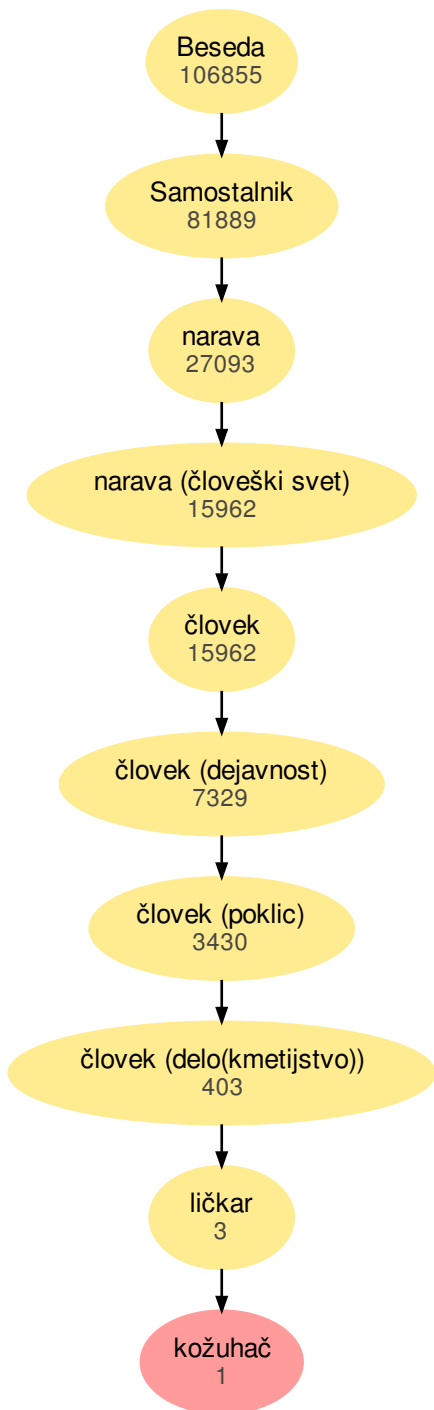 Beseda
106855
Samostalnik
81889
narava
27093
narava (človeški svet)
15962
človek
15962
človek (dejavnost)
7329
človek (poklic)
3430
človek (delo(kmetijstvo))
403
ličkar
3
kožuhač
1